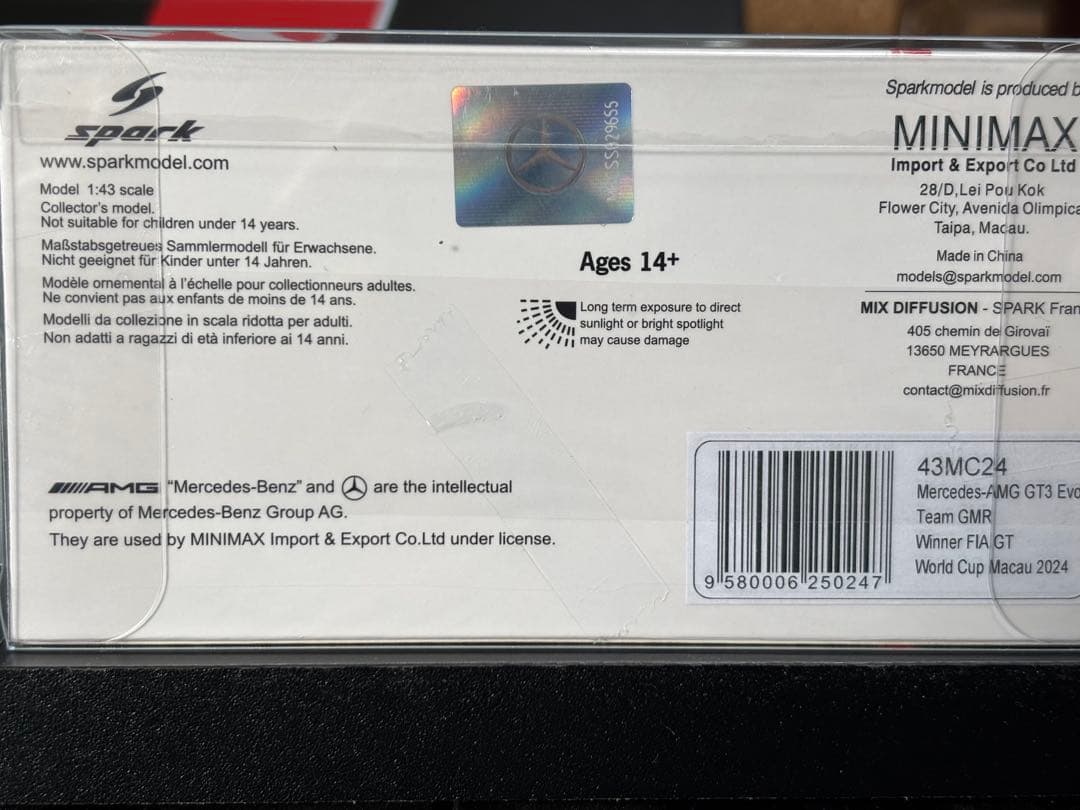 spark
www.sparkmodel.com
Model 1:43 scale
Collector's model.
Not suitable for children under 14 years.
Maßstabsgetreues Sammlermodell für Erwachsene.
Nicht geeignet für Kinder unter 14 Jahren.
Modèle ornemental à l'échelle pour collectionneurs adultes.
Ne convient pas aux enfants de moins de 14 ans.
Modelli da collezione in scala ridotta per adulti.
Non adatti a ragazzi di età inferiore ai 14 anni.
Ages 14+
Long term exposure to direct
sunlight or bright spotlight
may cause damage
Sparkmodel is produced b
MINIMAX
Import & Export Co Ltd
28/D,Lei Pou Kok
Flower City, Avenida Olimpica
Taipa, Macau.
Made in China
models@sparkmodel.com
MIX DIFFUSION - SPARK Fran
405 chemin de Girovaï
13650 MEYRARGUES
FRANCE
contact@mixdiffusion.fr
AMG "Mercedes-Benz" and are the intellectual
property of Mercedes-Benz Group AG.
They are used by MINIMAX Import & Export Co.Ltd under license.
9 580006 250247
43MC24
Mercedes-AMG GT3 Evo
Team GMR
Winner FIA GT
World Cup Macau 2024